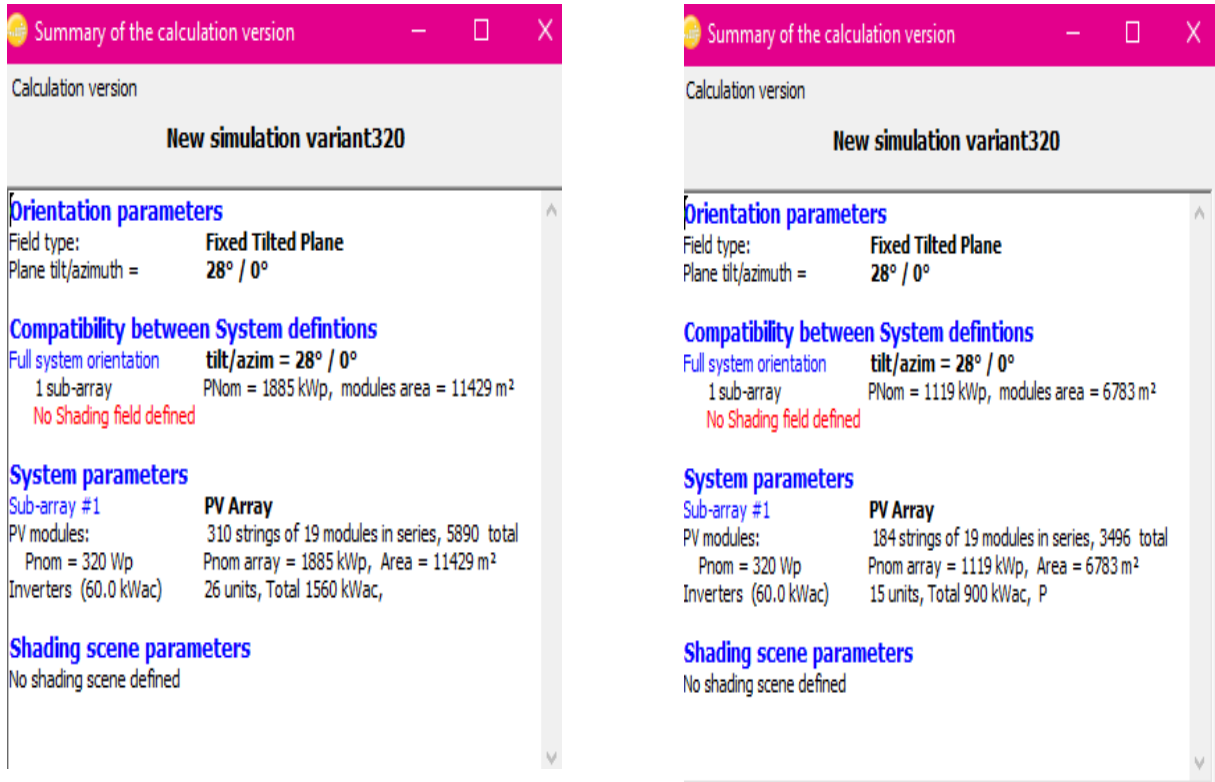 Summary of the calculation version
Calculation version
New simulation variant320
Orientation parameters
Field type: Fixed Tilted Plane
Plane tilt/azimuth = 28° / 0°
Compatibility between System defintions
Full system orientation tilt/azim = 28° / 0°
1 sub-array PNom = 1885 kWp, modules area = 11429 m²
No Shading field defined
System parameters
Sub-array #1 PV Array
PV modules: 310 strings of 19 modules in series, 5890 total
Pnom = 320 Wp Pnom array = 1885 kWp, Area = 11429 m²
Inverters (60.0 kWac) 26 units, Total 1560 kWac,
Shading scene parameters
No shading scene defined
Summary of the calculation version
Calculation version
New simulation variant320
Orientation parameters
Field type: Fixed Tilted Plane
Plane tilt/azimuth = 28° / 0°
Compatibility between System defintions
Full system orientation tilt/azim = 28° / 0°
1 sub-array PNom = 1119 kWp, modules area = 6783 m²
No Shading field defined
System parameters
Sub-array #1 PV Array
PV modules: 184 strings of 19 modules in series, 3496 total
Pnom = 320 Wp Pnom array = 1119 kWp, Area = 6783 m²
Inverters (60.0 kWac) 15 units, Total 900 kWac, P
Shading scene parameters
No shading scene defined